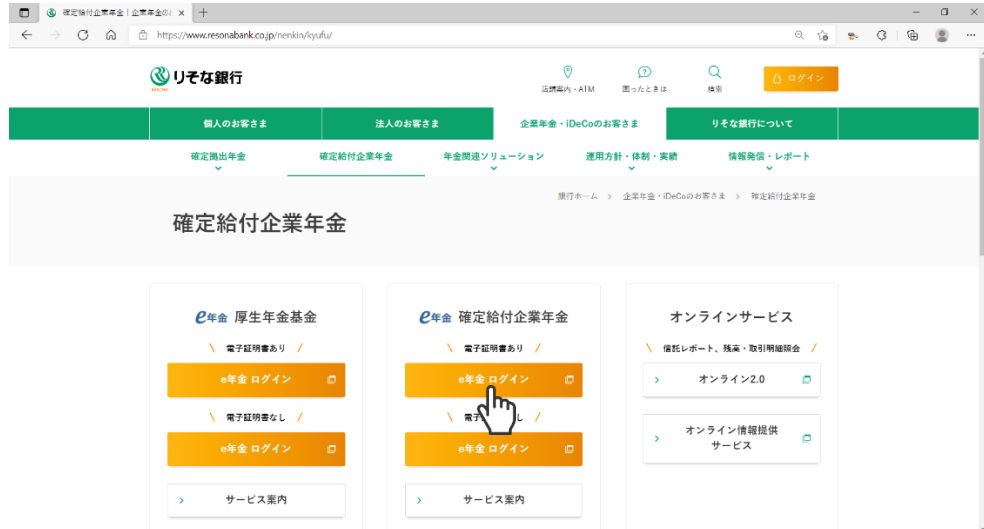 確定給付企業年金｜企業年金の
https://www.resonabank.co.jp/nenkin/kyufu/
りそな銀行
店舗案内・ATM
困ったときは
検索
ログイン
個人のお客さま
法人のお客さま
企業年金・iDeCoのお客さま
りそな銀行について
確定拠出年金
確定給付企業年金
年金関連ソリューション
運用方針・体制・実績
情報発信・レポート
銀行ホーム > 企業年金・iDeCoのお客さま > 確定給付企業年金
確定給付企業年金
e年金 厚生年金基金
\ 電子証明書あり /
e年金 ログイン
\ 電子証明書なし /
e年金 ログイン
サービス案内
e年金 確定給付企業年金
\ 電子証明書あり /
e年金 ログイン
\ 電子 し /
e年金 ログイン
サービス案内
オンラインサービス
\ 信託レポート、残高・取引明細照会 /
オンライン2.0
オンライン情報提供
サービス